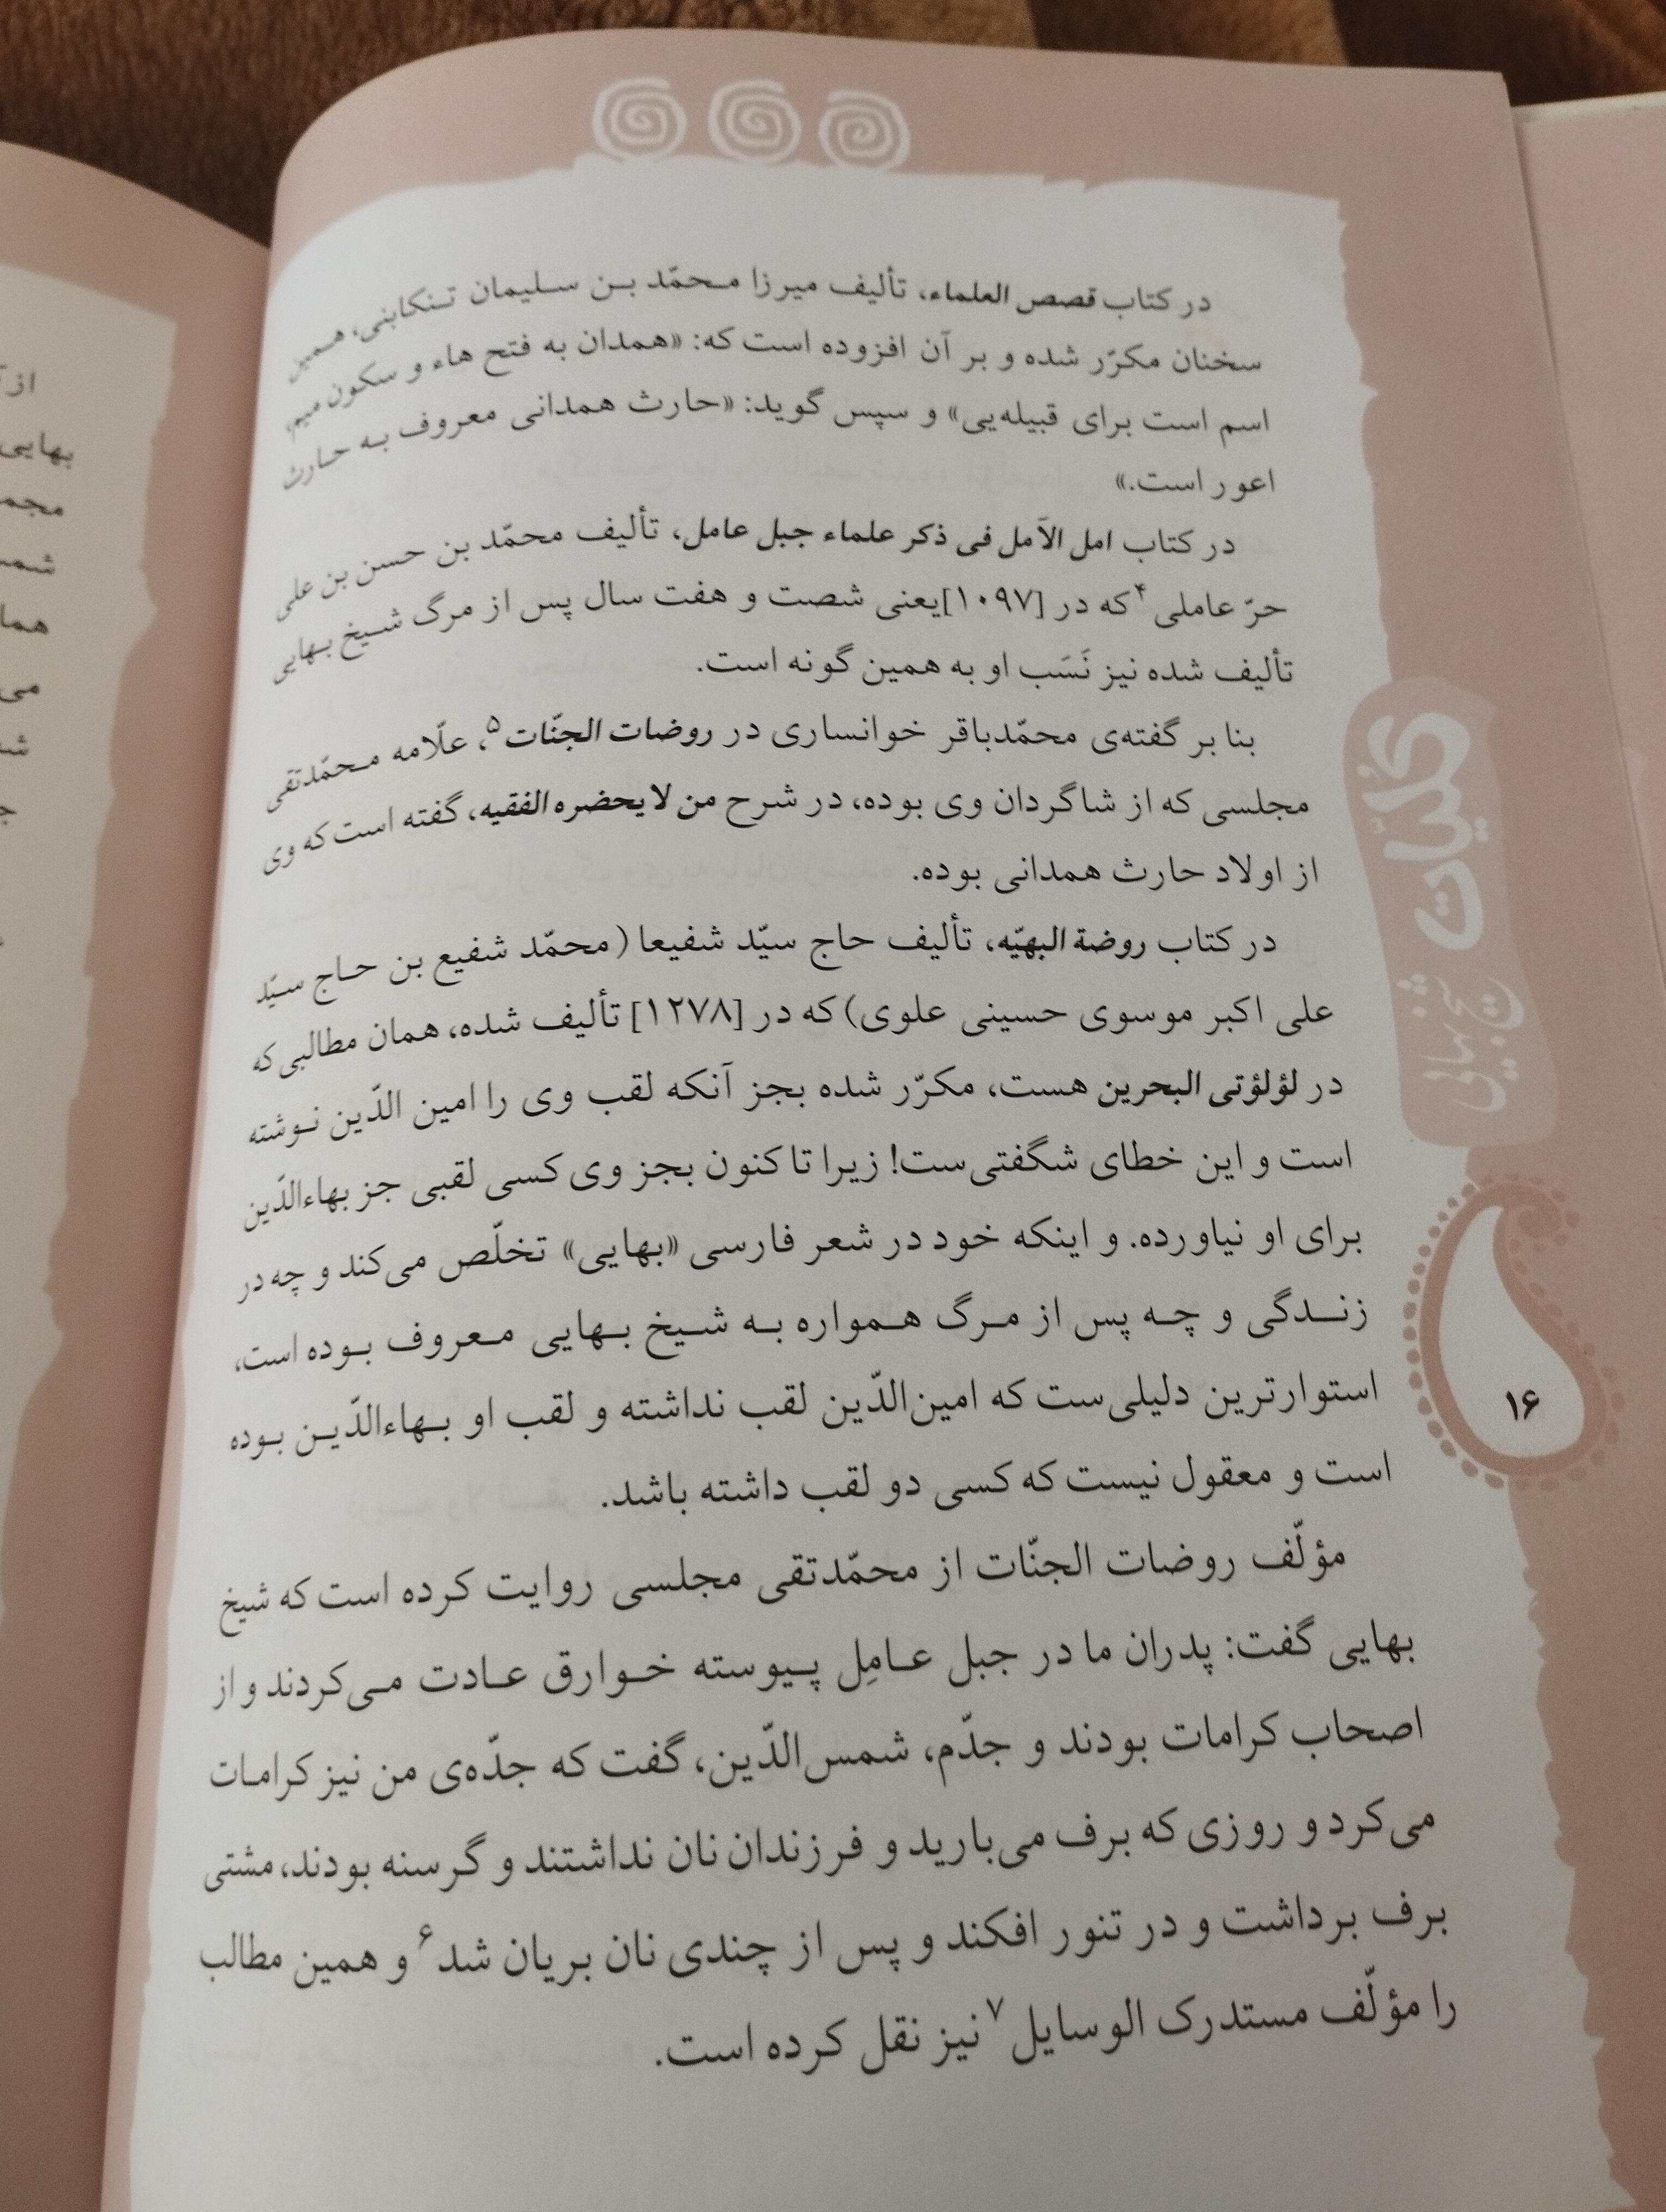 در کتاب قصص العلماء، تألیف میرزا محمّد بن سلیمان تنکابنی، همین
سخنان مکرّر شده و بر آن افزوده است که: «همدان به فتح هاء و سکون میم،
اسم است برای قبیله‌یی» و سپس گوید: «حارث همدانی معروف به حارث
اعور است.»
در کتاب امل الآمل فی ذکر علماء جبل عامل، تألیف محمّد بن حسن بن علی
حرّ عاملی۴ که در [۱۰۹۷] یعنی شصت و هفت سال پس از مرگ شیخ بهایی
تألیف شده نیز نَسَب او به همین گونه است.
بنا بر گفته‌ی محمّدباقر خوانساری در روضات الجنّات۵، علّامه محمّدتقی
مجلسی که از شاگردان وی بوده، در شرح من لا یحضره الفقیه، گفته است که وی
از اولاد حارث همدانی بوده.
در کتاب روضة البهیّه، تألیف حاج سیّد شفیعا (محمّد شفیع بن حاج سیّد
علی اکبر موسوی حسینی علوی) که در [۱۲۷۸] تألیف شده، همان مطالبی که
در لؤلؤتی البحرین هست، مکرّر شده بجز آنکه لقب وی را امین الدّین نوشته
است و این خطای شگفتی‌ست! زیرا تا کنون بجز وی کسی لقبی جز بهاءالدّین
برای او نیاورده. و اینکه خود در شعر فارسی «بهایی» تخلّص می‌کند و چه در
زندگی و چه پس از مرگ همواره به شیخ بهایی معروف بوده است،
استوارترین دلیلی‌ست که امین‌الدّین لقب نداشته و لقب او بهاءالدّین بوده
است و معقول نیست که کسی دو لقب داشته باشد.
مؤلّف روضات الجنّات از محمّدتقی مجلسی روایت کرده است که شیخ
بهایی گفت: پدران ما در جبل عامِل پیوسته خوارق عادت می‌کردند و از
اصحاب کرامات بودند و جدّم، شمس‌الدّین، گفت که جدّه‌ی من نیز کرامات
می‌کرد و روزی که برف می‌بارید و فرزندان نان نداشتند و گرسنه بودند، مشتی
برف برداشت و در تنور افکند و پس از چندی نان بریان شد۶ و همین مطالب
را مؤلّف مستدرک الوسایل۷ نیز نقل کرده است.
کلیات
شیخ بهایی
۱۶
از
بهایی
شمس
هما
می